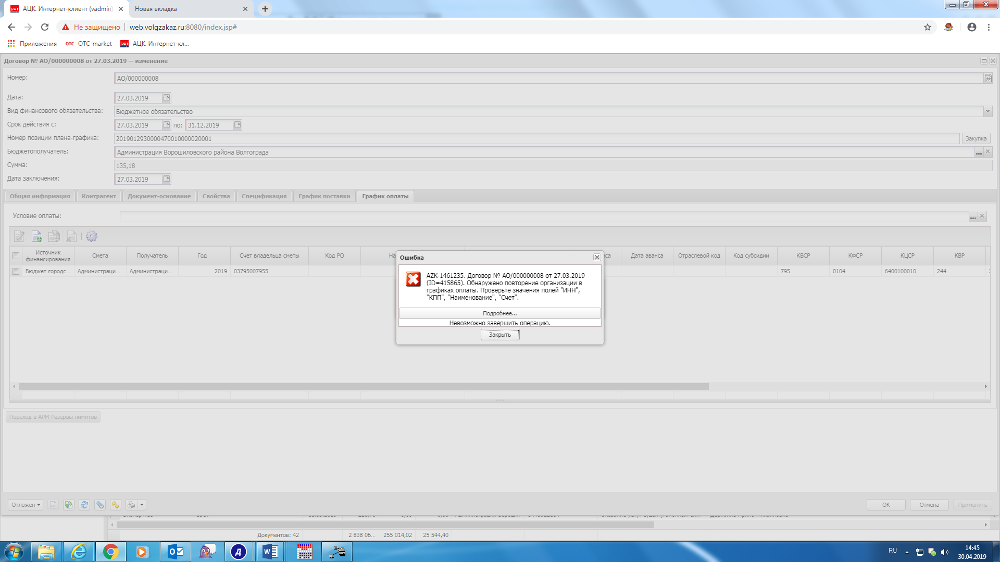 АЦК. Интернет-клиент (vadmin)
Новая вкладка
Не защищено
web.volgzakaz.ru:8080/index.jsp#
Приложения
отс OTC-market
БФТ АЦК. Интернет-кл...
Договор № АО/000000008 от 27.03.2019 — изменение
Номер: АО/000000008
Дата: 27.03.2019
Вид финансового обязательства: Бюджетное обязательство
Срок действия с: 27.03.2019 по: 31.12.2019
Номер позиции плана-графика: 2019012930000470010000020001 Закупка
Бюджетополучатель: Администрация Ворошиловского района Волгограда
Сумма: 135,18
Дата заключения: 27.03.2019
Общая информация Контрагент Документ-основание Свойства Спецификация График поставки График оплаты
Условие оплаты:
Источник финансирования Смета Получатель Год Счет владельца сметы Код РО На Дата аванса Отраслевой код Код субсидии КВСР КФСР КЦСР КВР
Бюджет городс... Администраци... Администраци... 2019 03795007955 795 0104 6400100010 244
Ошибка
AZK-1461235. Договор № АО/000000008 от 27.03.2019
(ID=415865). Обнаружено повторение организации в
графиках оплаты. Проверьте значения полей "ИНН",
"КПП", "Наименование", "Счет".
Подробнее...
Невозможно завершить операцию.
Закрыть
Переход в АРМ Резервы лимитов
Отложен
ОК Отмена Применить
Документов: 42 2 838 06... 255 014,02 25 544,40
RU
14:45
30.04.2019